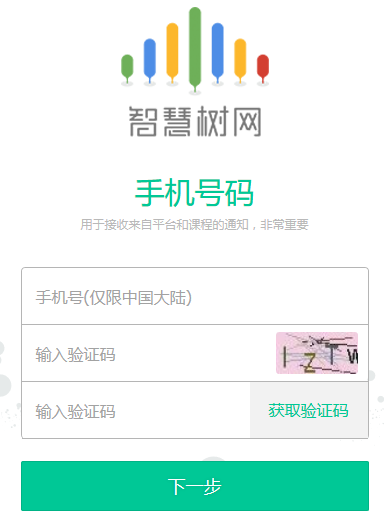 智慧树网
手机号码
用于接收来自平台和课程的通知，非常重要
手机号(仅限中国大陆)
输入验证码
输入验证码
获取验证码
下一步